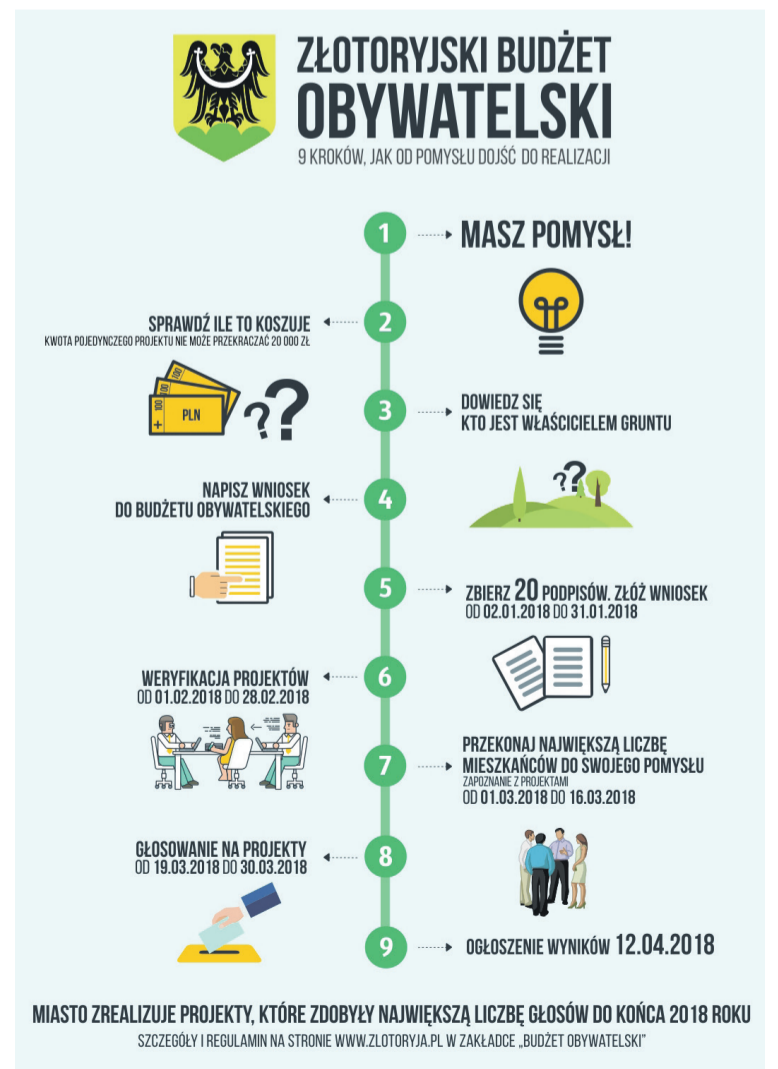 ZŁOTORYJSKI BUDŻET
OBYWATELSKI
9 KROKÓW, JAK OD POMYSŁU DOJŚĆ DO REALIZACJI
1
MASZ POMYSŁ!
2
SPRAWDŹ ILE TO KOSZUJE
KWOTA POJEDYNCZEGO PROJEKTU NIE MOŻE PRZEKRACZAĆ 20 000 ZŁ
100
100
100
PLN
??
3
DOWIEDZ SIĘ
KTO JEST WŁAŚCICIELEM GRUNTU
??
4
NAPISZ WNIOSEK
DO BUDŻETU OBYWATELSKIEGO
5
ZBIERZ 20 PODPISÓW. ZŁÓŻ WNIOSEK
OD 02.01.2018 DO 31.01.2018
6
WERYFIKACJA PROJEKTÓW
OD 01.02.2018 DO 28.02.2018
7
PRZEKONAJ NAJWIĘKSZĄ LICZBĘ
MIESZKAŃCÓW DO SWOJEGO POMYSŁU
ZAPOZNANIE Z PROJEKTAMI
OD 01.03.2018 DO 16.03.2018
8
GŁOSOWANIE NA PROJEKTY
OD 19.03.2018 DO 30.03.2018
9
OGŁOSZENIE WYNIKÓW 12.04.2018
MIASTO ZREALIZUJE PROJEKTY, KTÓRE ZDOBYŁY NAJWIĘKSZĄ LICZBĘ GŁOSÓW DO KOŃCA 2018 ROKU
SZCZEGÓŁY I REGULAMIN NA STRONIE WWW.ZLOTORYJA.PL W ZAKŁADCE „BUDŻET OBYWATELSKI"